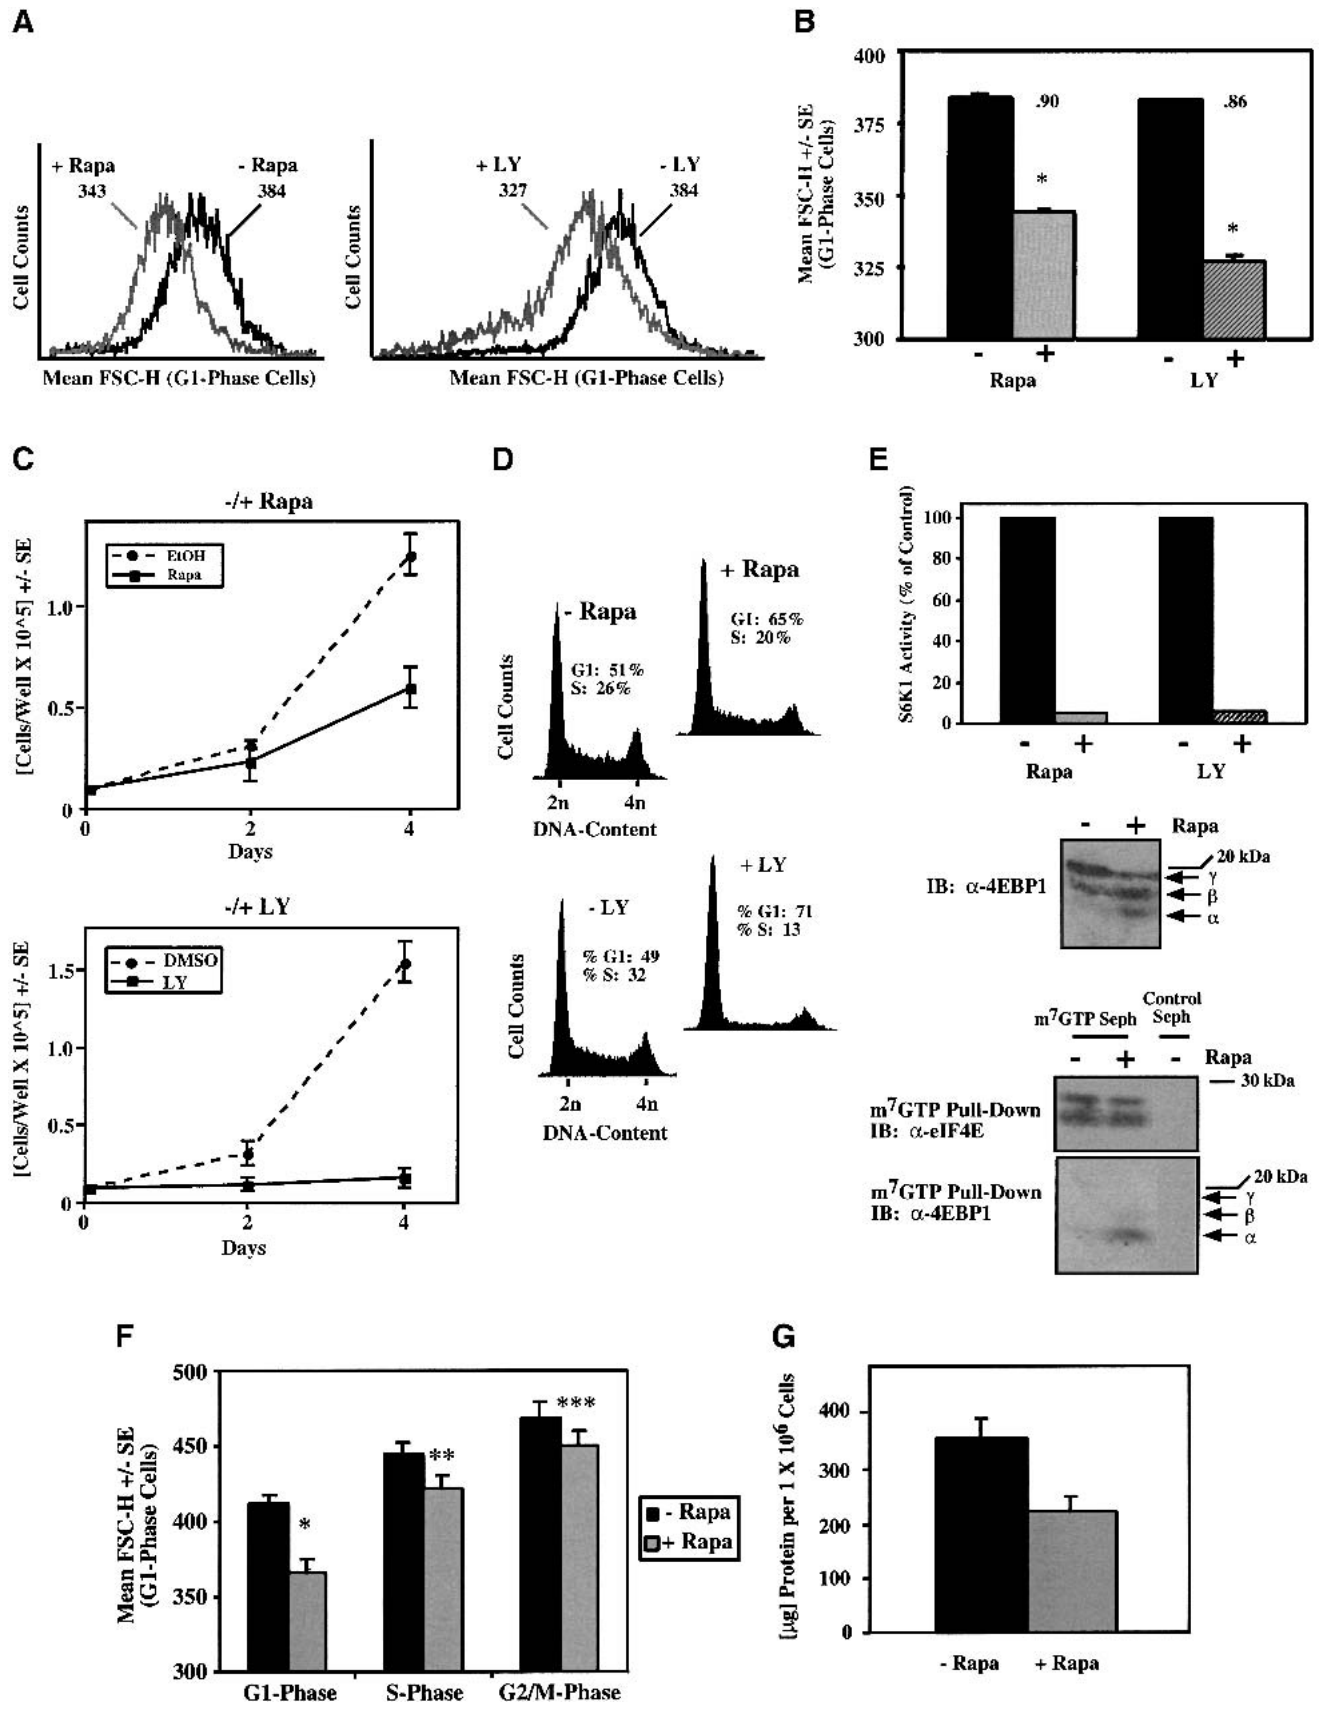 A
+ Rapa
343
- Rapa
384
Cell Counts
Mean FSC-H (G1-Phase Cells)
+ LY
327
- LY
384
Cell Counts
Mean FSC-H (G1-Phase Cells)
B
Mean FSC-H +/- SE
(G1-Phase Cells)
400
375
350
325
300
.90
*
.86
*
- +
Rapa
- +
LY
C
-/+ Rapa
[Cells/Well X 10^5] +/- SE
EtOH
Rapa
1.0
0.5
0
0 2 4
Days
-/+ LY
[Cells/Well X 10^5] +/- SE
DMSO
LY
1.5
1.0
0.5
0
0 2 4
Days
D
Cell Counts
- Rapa
G1: 51%
S: 26%
2n 4n
DNA-Content
+ Rapa
G1: 65%
S: 20%
Cell Counts
- LY
% G1: 49
% S: 32
2n 4n
DNA-Content
+ LY
% G1: 71
% S: 13
E
S6K1 Activity (% of Control)
100
80
60
40
20
0
- + - +
Rapa LY
- + Rapa
20 kDa
IB: α-4EBP1
γ
β
α
m7GTP Seph
Control
Seph
- + - Rapa
30 kDa
m7GTP Pull-Down
IB: α-eIF4E
20 kDa
m7GTP Pull-Down
IB: α-4EBP1
γ
β
α
F
Mean FSC-H +/- SE
(G1-Phase Cells)
500
450
400
350
300
*
**
***
G1-Phase S-Phase G2/M-Phase
- Rapa
+ Rapa
G
[μg] Protein per 1 X 10^6 Cells
400
300
200
100
0
- Rapa + Rapa